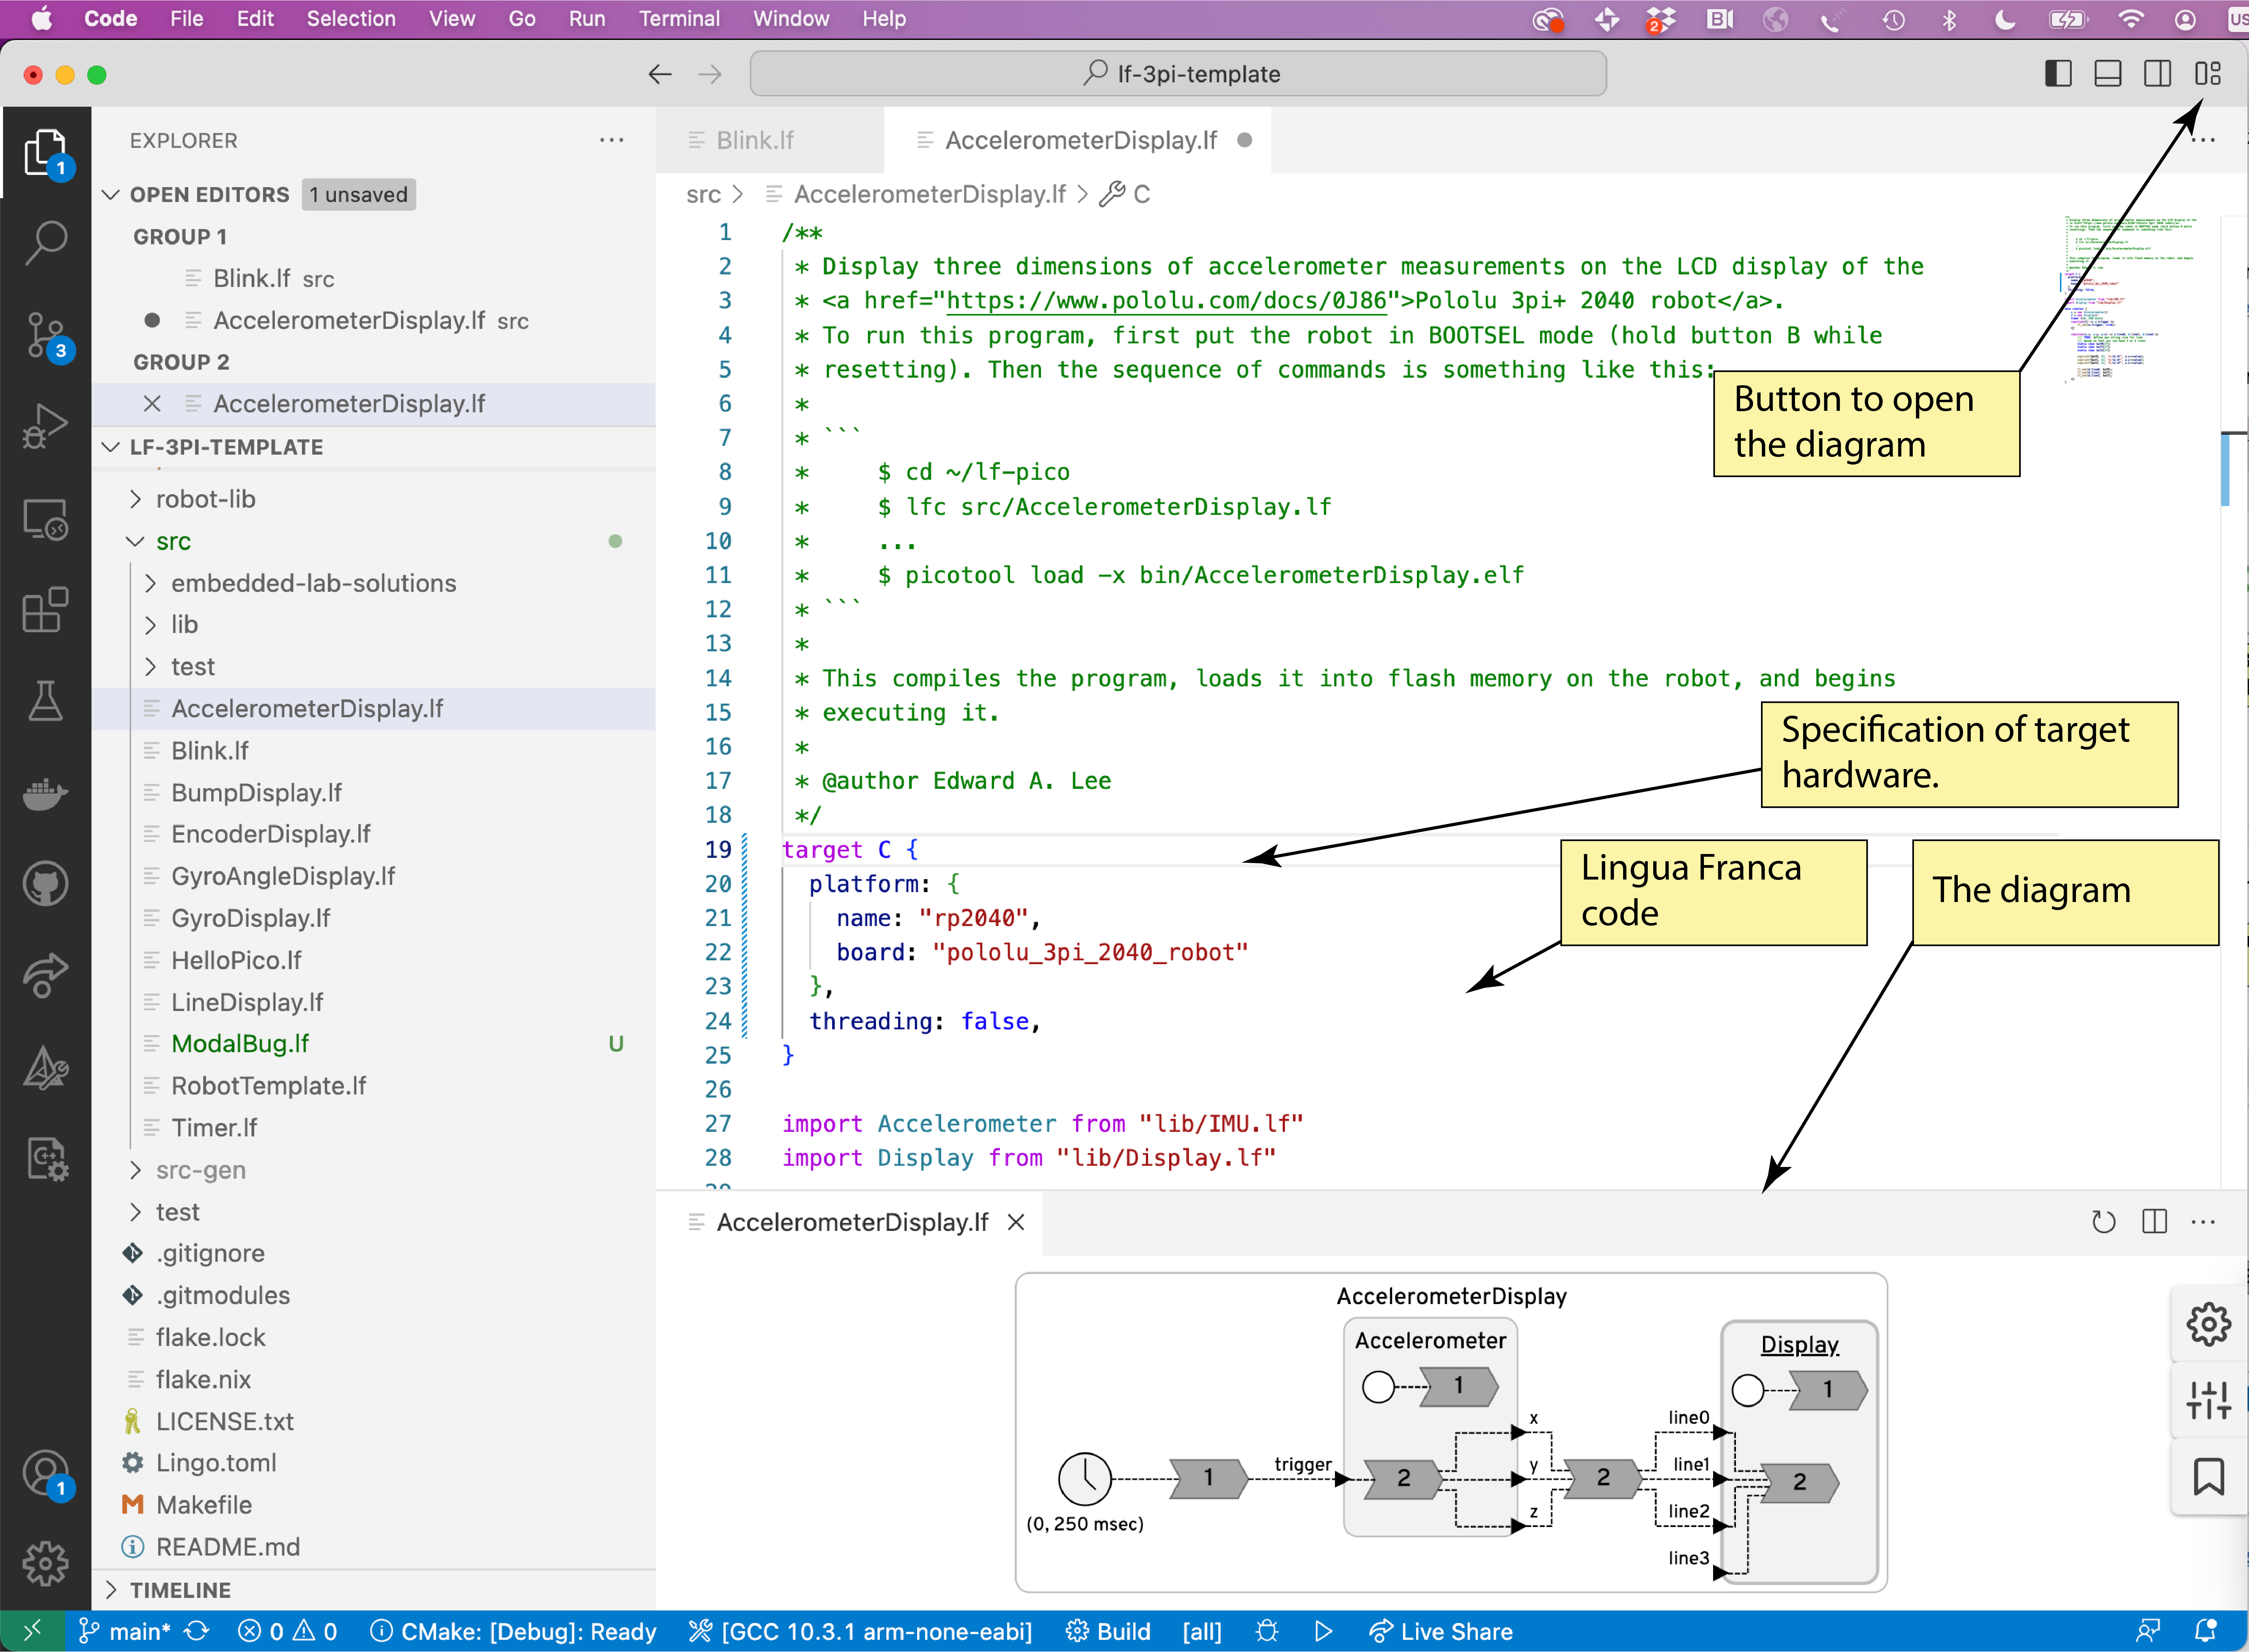 Code File Edit Selection View Go Run Terminal Window Help
2
US
lf-3pi-template
EXPLORER
1
OPEN EDITORS 1 unsaved
GROUP 1
Blink.lf src
AccelerometerDisplay.lf src
3
GROUP 2
AccelerometerDisplay.lf
LF-3PI-TEMPLATE
robot-lib
src
embedded-lab-solutions
lib
test
AccelerometerDisplay.lf
Blink.lf
BumpDisplay.lf
EncoderDisplay.lf
GyroAngleDisplay.lf
GyroDisplay.lf
HelloPico.lf
LineDisplay.lf
ModalBug.lf U
RobotTemplate.lf
Timer.lf
src-gen
test
.gitignore
.gitmodules
flake.lock
flake.nix
LICENSE.txt
Lingo.toml
1
Makefile
README.md
TIMELINE
Blink.lf AccelerometerDisplay.lf
src > AccelerometerDisplay.lf > C
1 /**
2 * Display three dimensions of accelerometer measurements on the LCD display of the
3 * <a href="https://www.pololu.com/docs/0J86">Pololu 3pi+ 2040 robot</a>.
4 * To run this program, first put the robot in BOOTSEL mode (hold button B while
5 * resetting). Then the sequence of commands is something like this:
6 *
7 * ```
8 * $ cd ~/lf-pico
9 * $ lfc src/AccelerometerDisplay.lf
10 * ...
11 * $ picotool load -x bin/AccelerometerDisplay.elf
12 * ```
13 *
14 * This compiles the program, loads it into flash memory on the robot, and begins
15 * executing it.
16 *
17 * @author Edward A. Lee
18 */
19 target C {
20 platform: {
21 name: "rp2040",
22 board: "pololu_3pi_2040_robot"
23 },
24 threading: false,
25 }
26
27 import Accelerometer from "lib/IMU.lf"
28 import Display from "lib/Display.lf"
Button to open
the diagram
Specification of target
hardware.
Lingua Franca
code
The diagram
AccelerometerDisplay.lf
AccelerometerDisplay
Accelerometer
Display
1
1
x
line0
trigger
y
line1
1
2
2
2
z
line2
(0, 250 msec)
line3
main* 0 0 CMake: [Debug]: Ready [GCC 10.3.1 arm-none-eabi] Build [all] Live Share